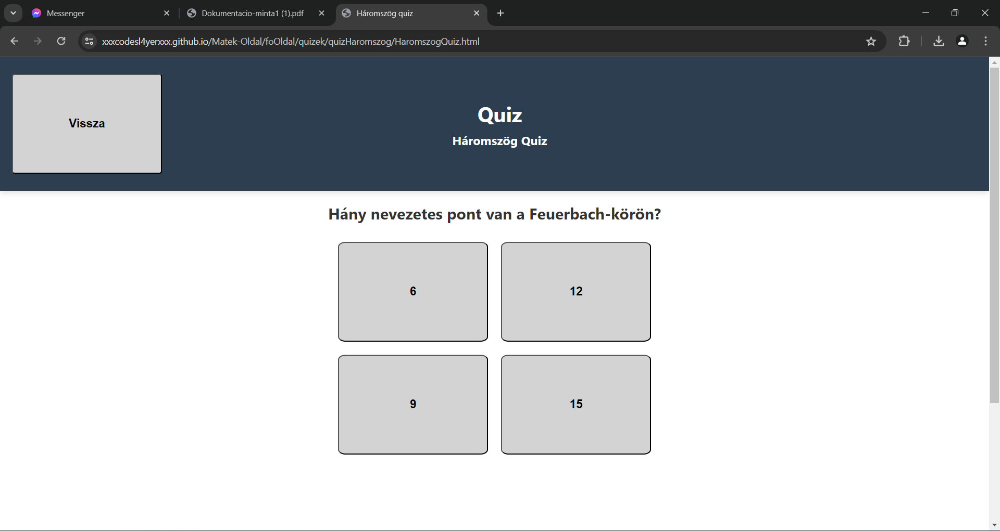 Messenger
Dokumentacio-minta1 (1).pdf
Háromszög quiz
xxxcodesl4yerxxx.github.io/Matek-Oldal/foOldal/quizek/quizHaromszog/HaromszogQuiz.html
Vissza
Quiz
Háromszög Quiz
Hány nevezetes pont van a Feuerbach-körön?
6
12
9
15